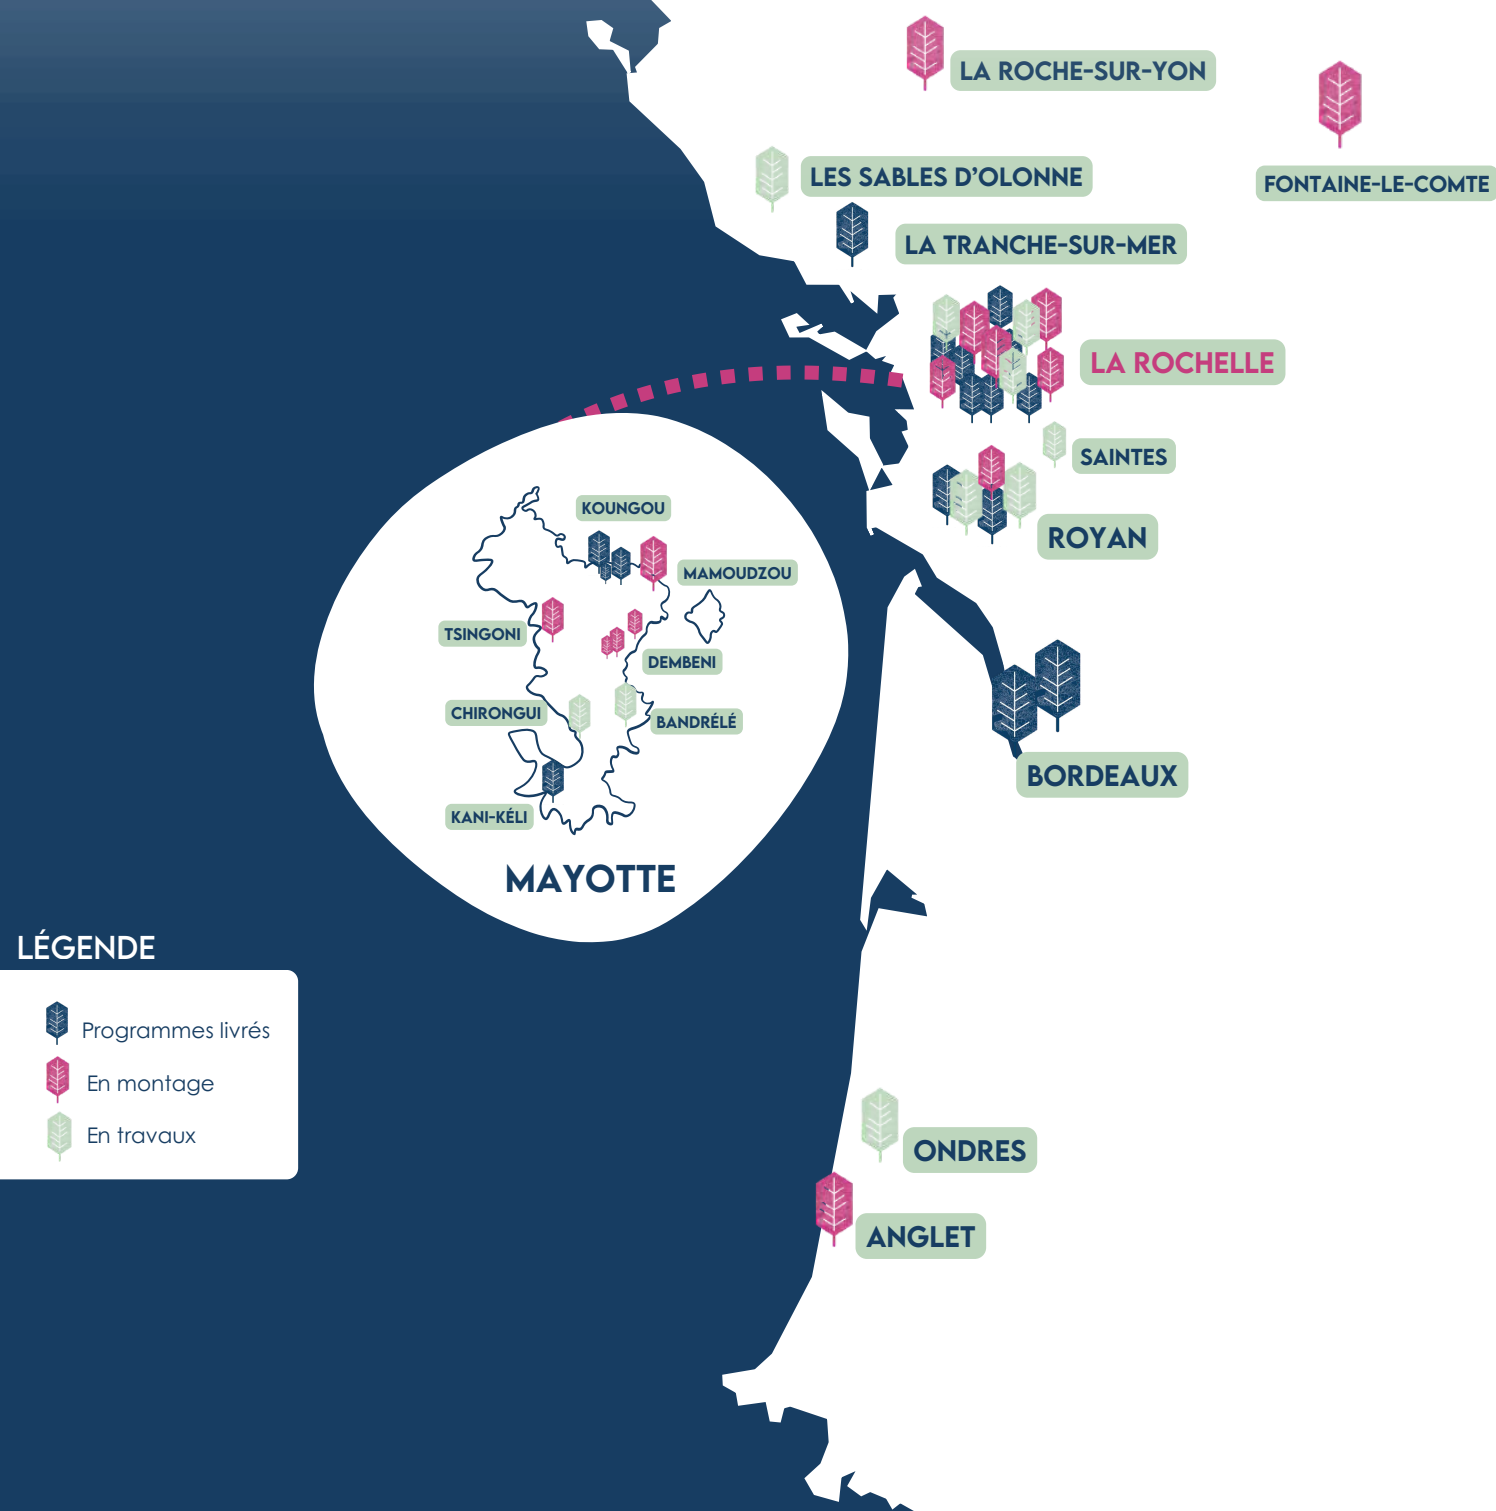 LA ROCHE-SUR-YON
FONTAINE-LE-COMTE
LES SABLES D'OLONNE
LA TRANCHE-SUR-MER
LA ROCHELLE
SAINTES
ROYAN
KOUNGOU
MAMOUDZOU
TSINGONI
DEMBENI
CHIRONGUI
BANDRÉLÉ
KANI-KÉLI
MAYOTTE
BORDEAUX
LÉGENDE
Programmes livrés
En montage
En travaux
ONDRES
ANGLET